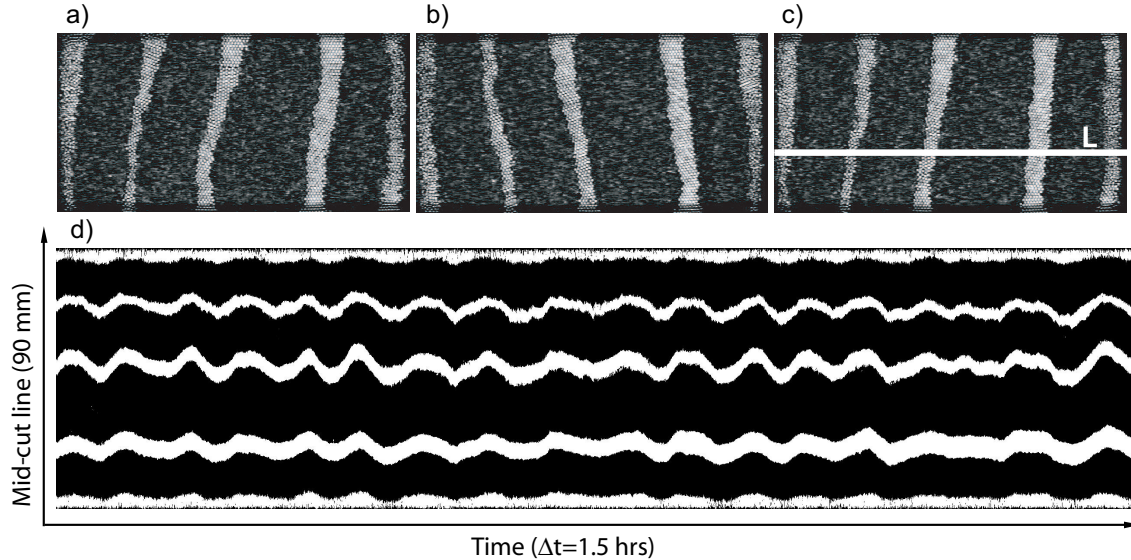 a)
b)
c)
L
d)
Mid-cut line (90 mm)
Time (Δt=1.5 hrs)